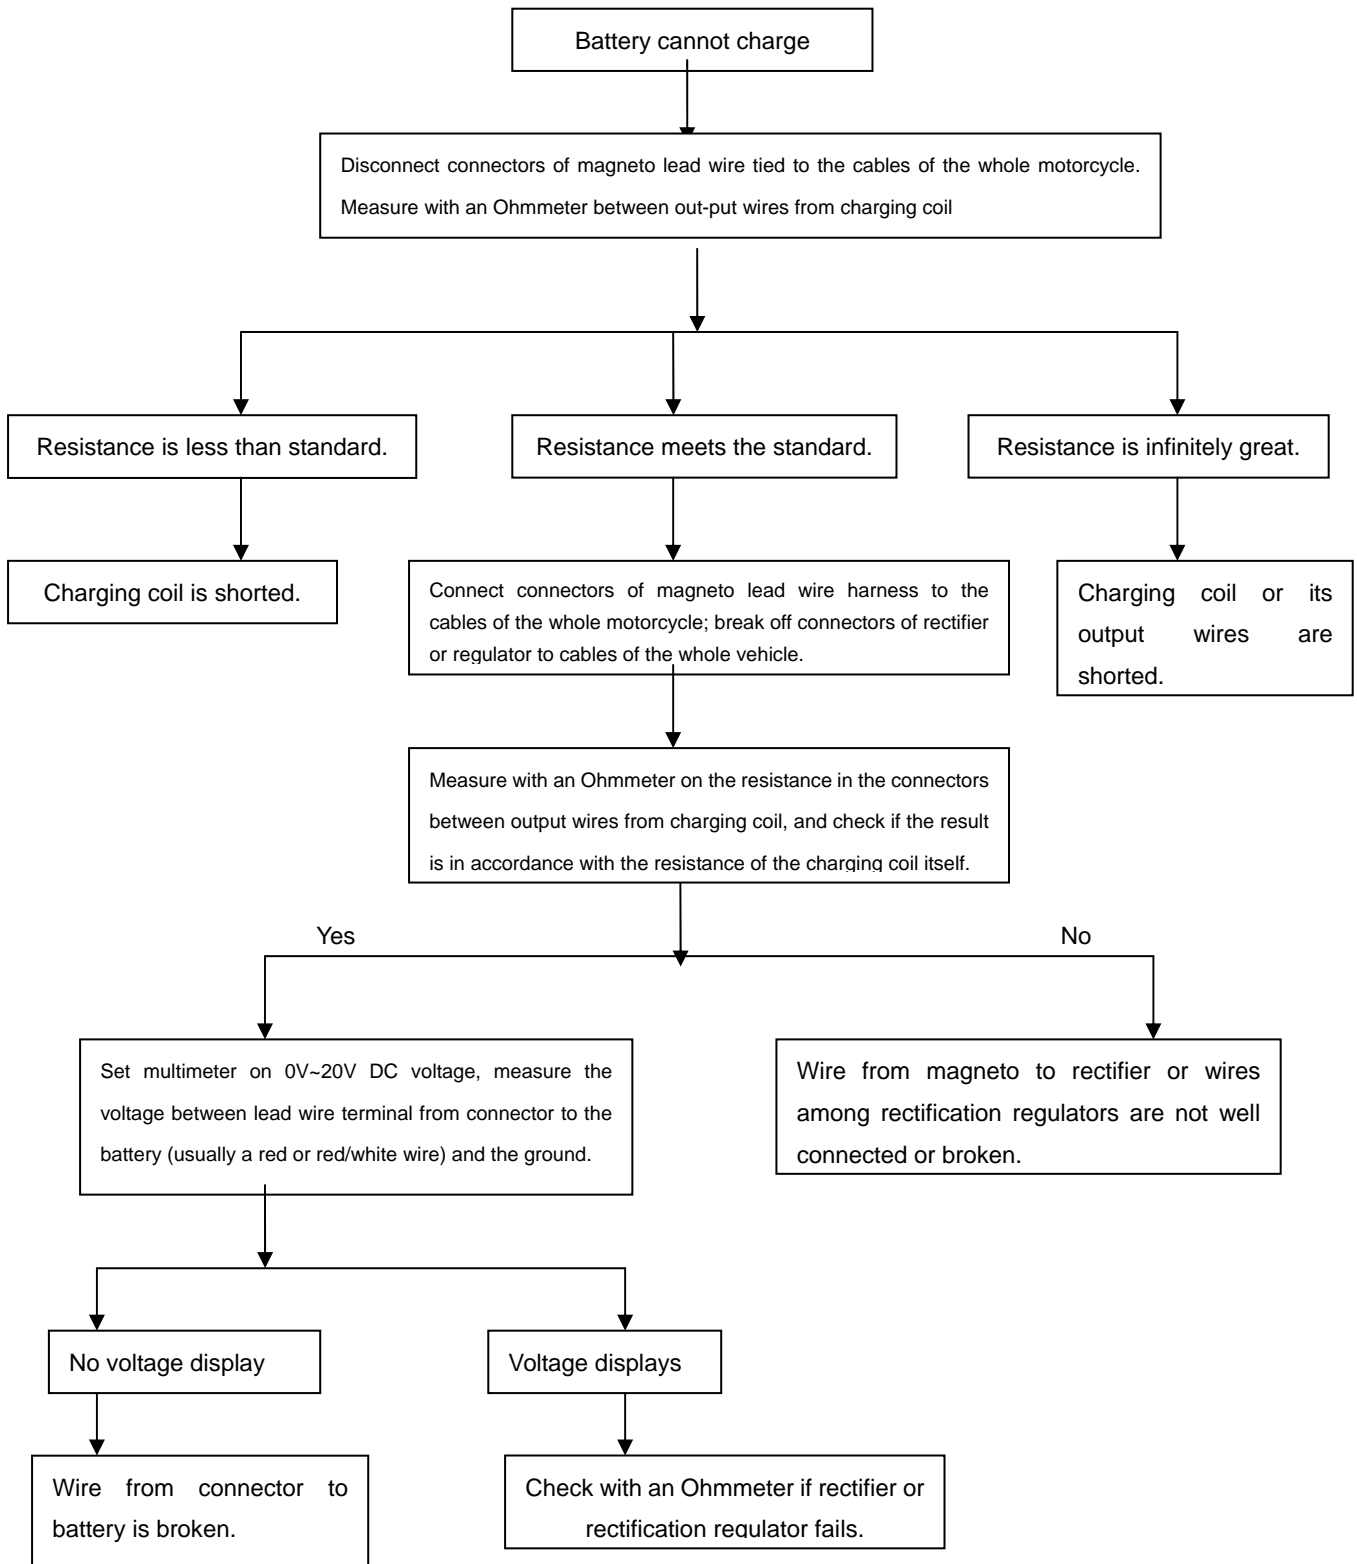 Battery cannot charge
Disconnect connectors of magneto lead wire tied to the cables of the whole motorcycle.
Measure with an Ohmmeter between out-put wires from charging coil
Resistance is less than standard.
Resistance meets the standard.
Resistance is infinitely great.
Charging coil is shorted.
Connect connectors of magneto lead wire harness to the
cables of the whole motorcycle; break off connectors of rectifier
or regulator to cables of the whole vehicle.
Charging coil or its
output wires are
shorted.
Measure with an Ohmmeter on the resistance in the connectors
between output wires from charging coil, and check if the result
is in accordance with the resistance of the charging coil itself.
Yes
No
Set multimeter on 0V~20V DC voltage, measure the
voltage between lead wire terminal from connector to the
battery (usually a red or red/white wire) and the ground.
Wire from magneto to rectifier or wires
among rectification regulators are not well
connected or broken.
No voltage display
Voltage displays
Wire from connector to
battery is broken.
Check with an Ohmmeter if rectifier or
rectification regulator fails.